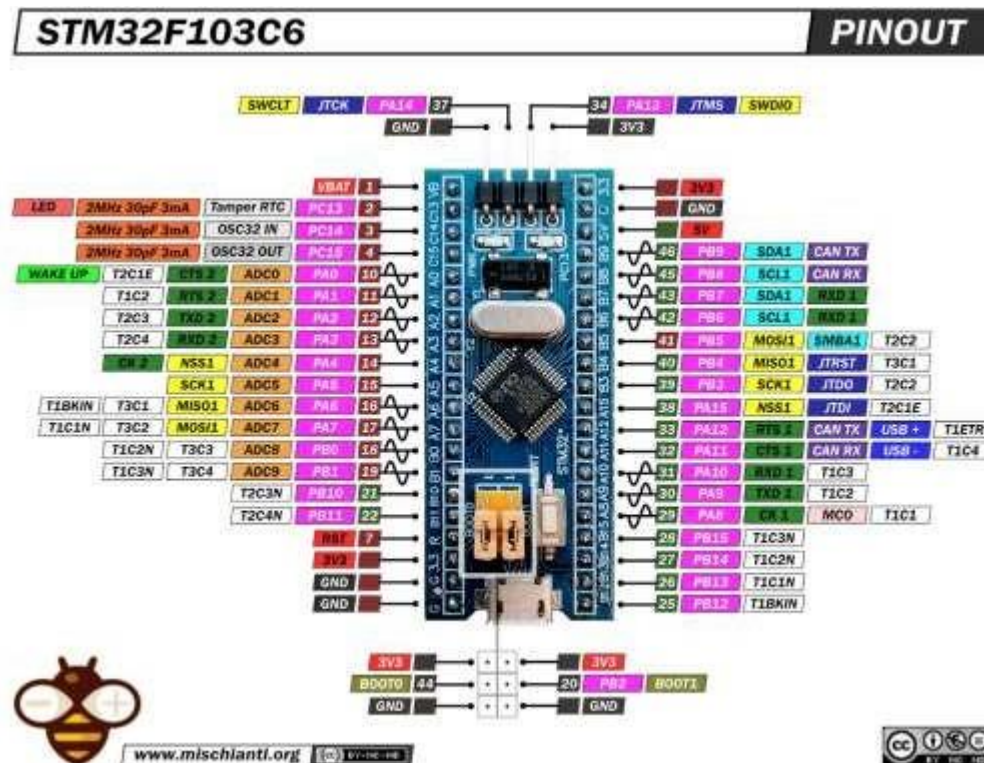 STM32F103C6 PINOUT
SWCLT JTCK PA14 37 34 PA13 JTMS SWDIO
GND 3V3
VBAT 1 3V3
LED 2MHz 30pF 3mA Tamper RTC PC13 2 GND
2MHz 30pF 3mA OSC32 IN PC14 3 5V
2MHz 30pF 3mA OSC32 OUT PC15 4 46 PB9 SDA1 CAN TX
WAKE UP T2C1E CTS 2 ADC0 PA0 10 45 PB8 SCL1 CAN RX
T1C2 RTS 2 ADC1 PA1 11 43 PB7 SDA1 RXD 1
T2C3 TXD 2 ADC2 PA2 12 42 PB6 SCL1 RXD 1
T2C4 RXD 2 ADC3 PA3 13 41 PB5 MOSI1 SMBA1 T2C2
CK 2 NSS1 ADC4 PA4 14 40 PB4 MISO1 JTRST T3C1
SCK1 ADC5 PA5 15 39 PB3 SCK1 JTDO T2C2
T1BKIN T3C1 MISO1 ADC6 PA6 16 38 PA15 NSS1 JTDI T2C1E
T1C1N T3C2 MOSI1 ADC7 PA7 17 33 PA12 RTS 1 CAN TX USB + T1ETR
T1C2N T3C3 ADC8 PB0 18 32 PA11 CTS 1 CAN RX USB - T1C4
T1C3N T3C4 ADC9 PB1 19 31 PA10 RXD 1 T1C3
T2C3N PB10 21 30 PA9 TXD 1 T1C2
T2C4N PB11 22 29 PA8 CK 1 MCO T1C1
RST 7 28 PB15 T1C3N
3V3 27 PB14 T1C2N
GND 26 PB13 T1C1N
GND 25 PB12 T1BKIN
3V3 3V3
BOOT0 44 20 PB2 BOOT1
GND GND
www.mischianti.org
cc BY NC ND